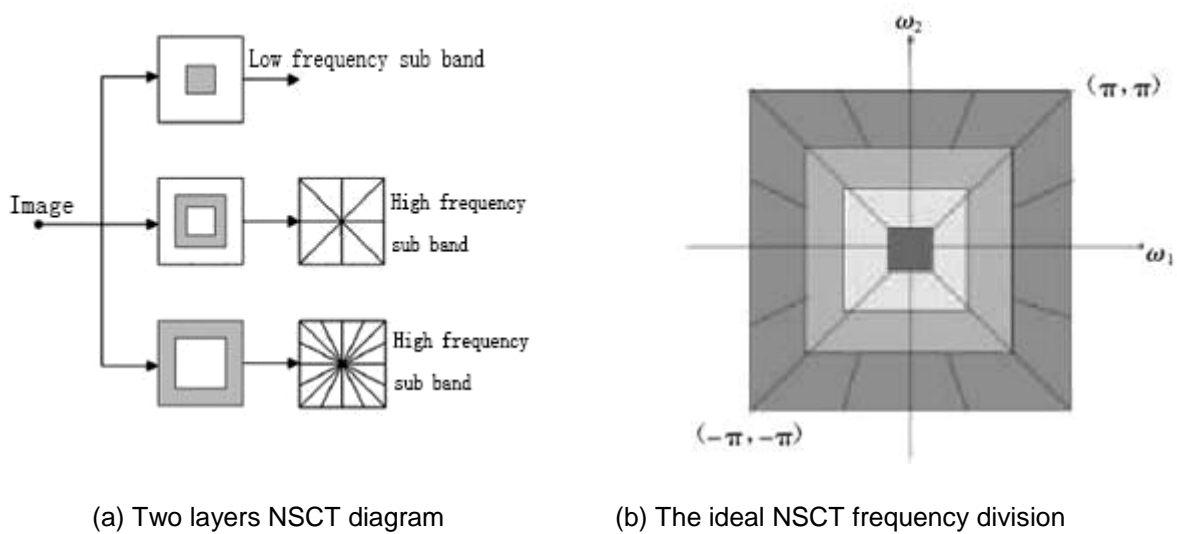 Low frequency sub band
Image
High frequency
sub band
High frequency
sub band
ω₂
(π, π)
ω₁
(-π, -π)
(a) Two layers NSCT diagram
(b) The ideal NSCT frequency division